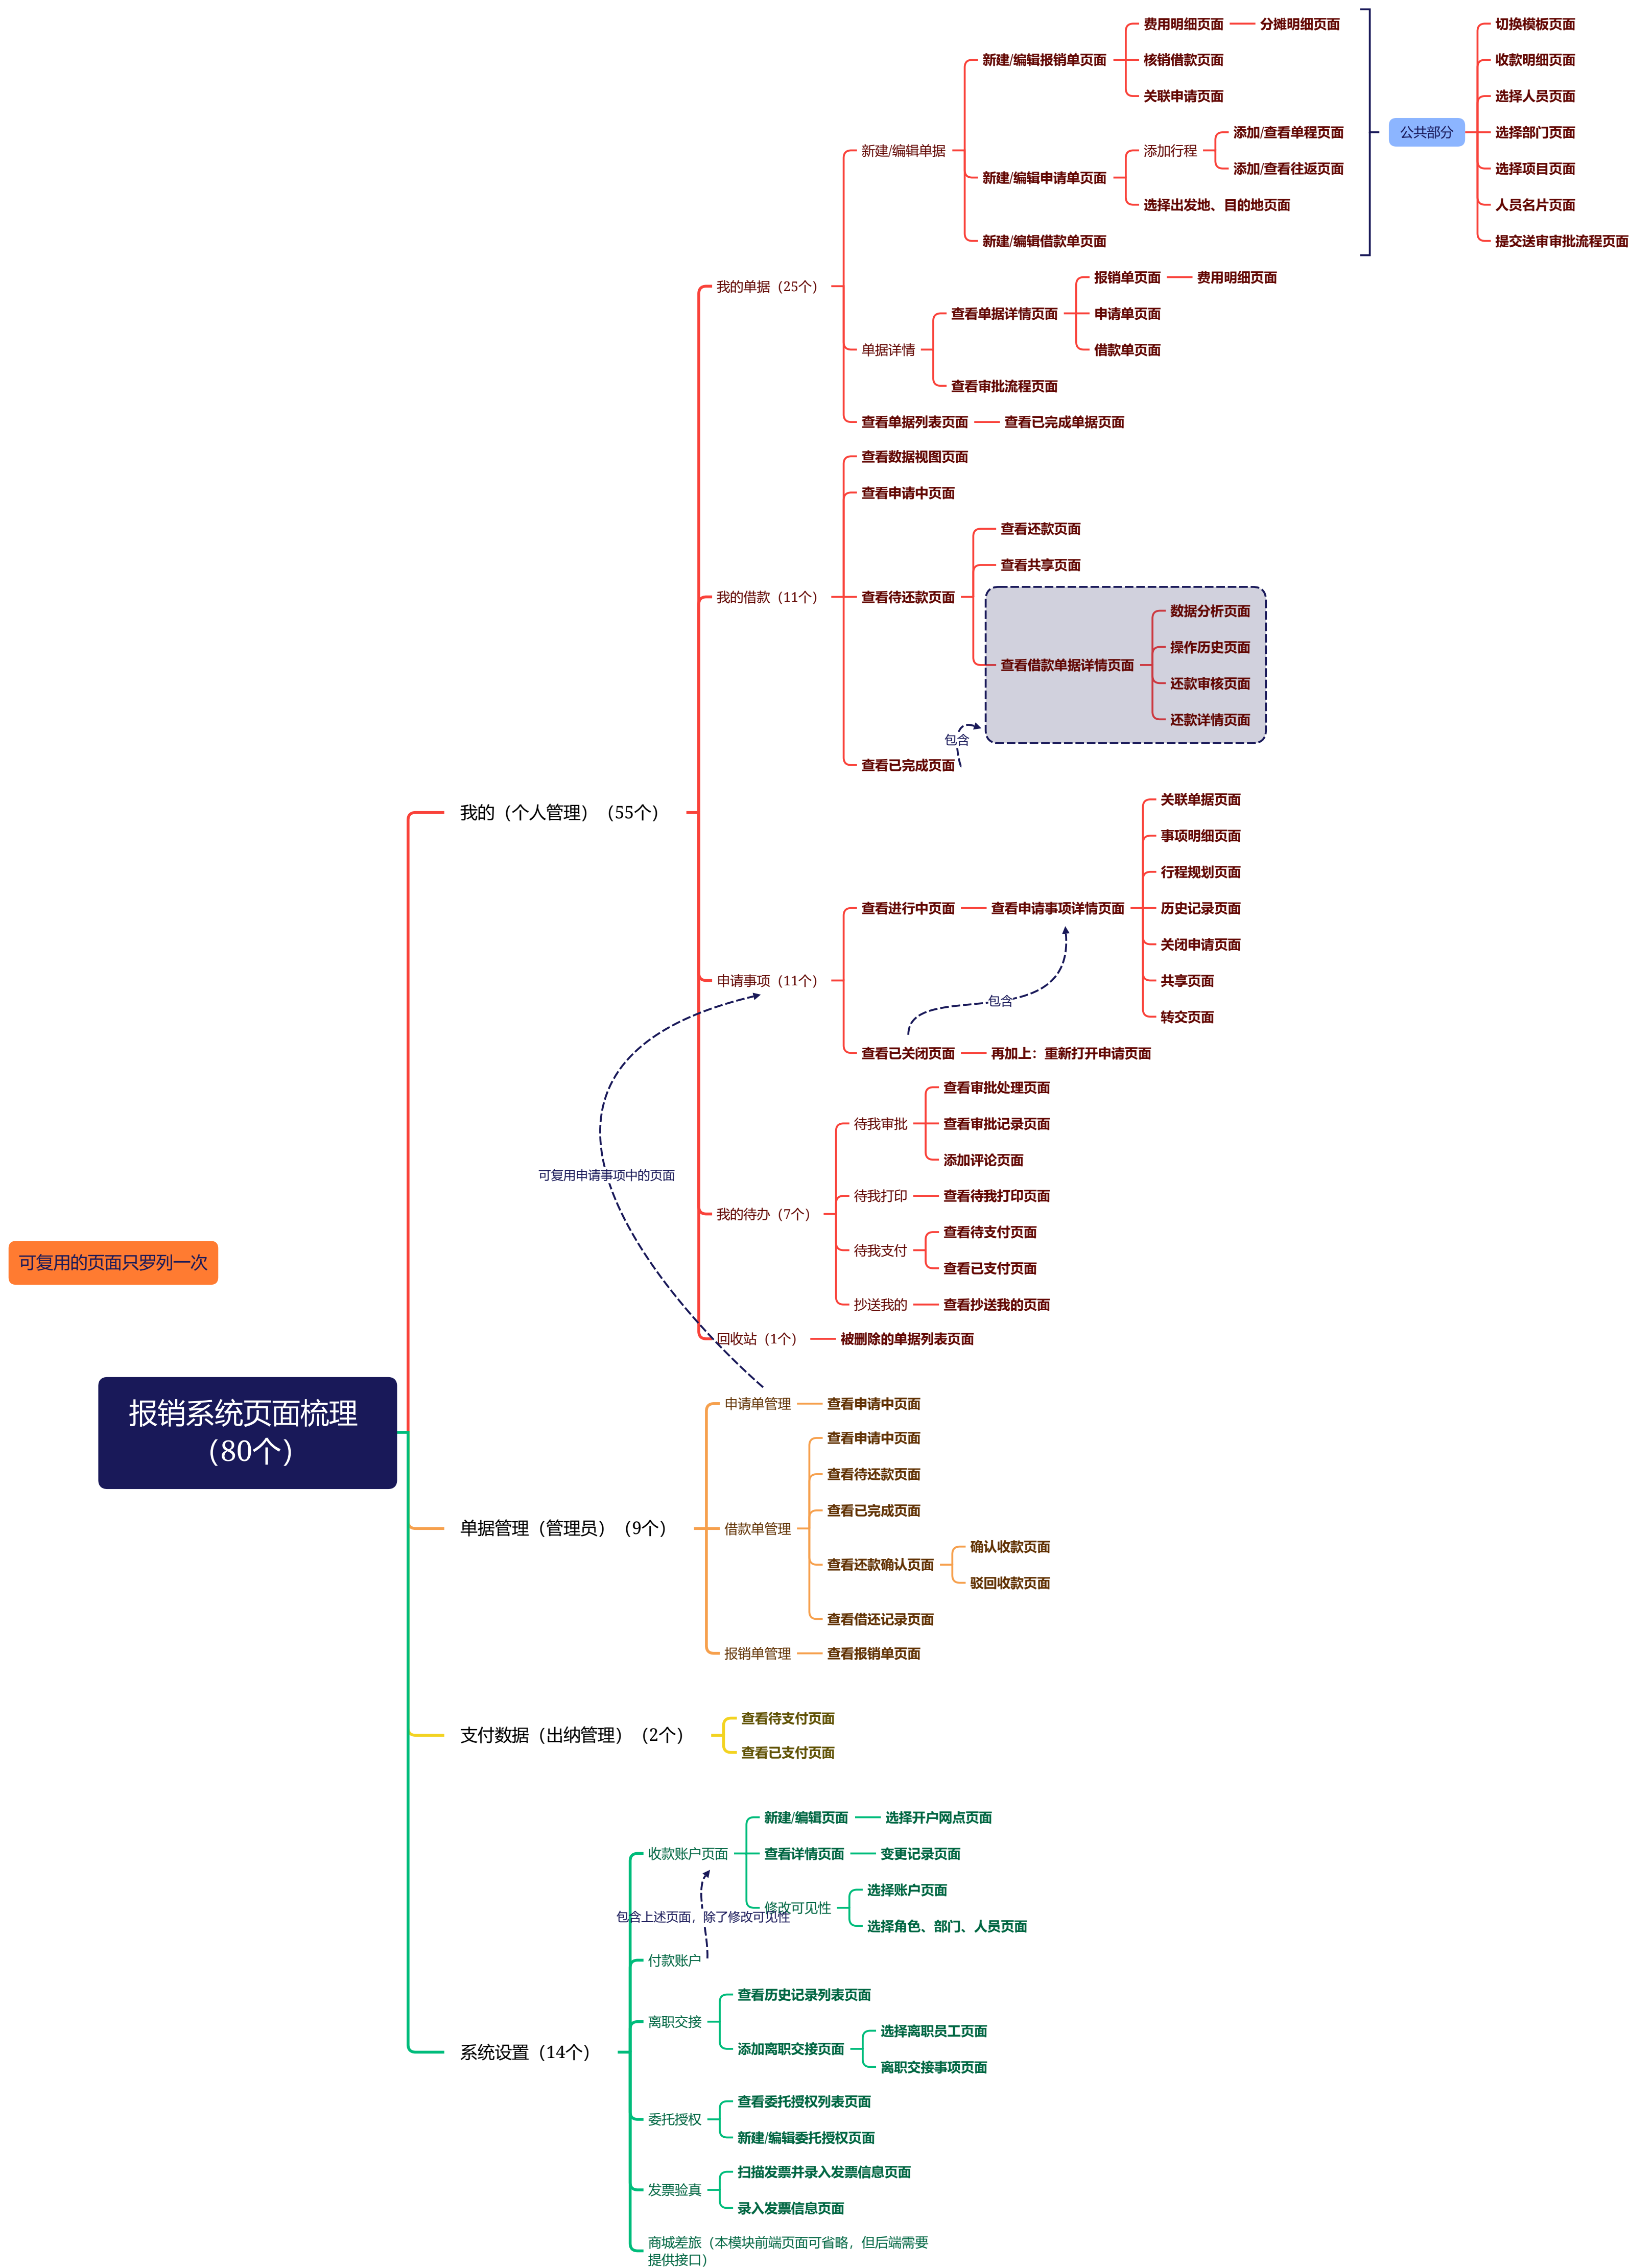 可复用的页面只罗列一次
报销系统页面梳理
（80个）
我的（个人管理）（55个）
我的单据（25个）
新建/编辑单据
新建/编辑报销单页面
费用明细页面
分摊明细页面
核销借款页面
关联申请页面
新建/编辑申请单页面
添加行程
添加/查看单程页面
添加/查看往返页面
选择出发地、目的地页面
新建/编辑借款单页面
公共部分
切换模板页面
收款明细页面
选择人员页面
选择部门页面
选择项目页面
人员名片页面
提交送审审批流程页面
单据详情
查看单据详情页面
报销单页面
费用明细页面
申请单页面
借款单页面
查看审批流程页面
查看单据列表页面
查看已完成单据页面
我的借款（11个）
查看数据视图页面
查看申请中页面
查看待还款页面
查看还款页面
查看共享页面
查看借款单据详情页面
数据分析页面
操作历史页面
还款审核页面
还款详情页面
包含
查看已完成页面
申请事项（11个）
查看进行中页面
查看申请事项详情页面
关联单据页面
事项明细页面
行程规划页面
历史记录页面
关闭申请页面
共享页面
转交页面
包含
查看已关闭页面
再加上：重新打开申请页面
可复用申请事项中的页面
我的待办（7个）
待我审批
查看审批处理页面
查看审批记录页面
添加评论页面
待我打印
查看待我打印页面
待我支付
查看待支付页面
查看已支付页面
抄送我的
查看抄送我的页面
回收站（1个）
被删除的单据列表页面
单据管理（管理员）（9个）
申请单管理
查看申请中页面
借款单管理
查看申请中页面
查看待还款页面
查看已完成页面
查看还款确认页面
确认收款页面
驳回收款页面
查看借还记录页面
报销单管理
查看报销单页面
支付数据（出纳管理）（2个）
查看待支付页面
查看已支付页面
系统设置（14个）
收款账户页面
新建/编辑页面
选择开户网点页面
查看详情页面
变更记录页面
修改可见性
选择账户页面
选择角色、部门、人员页面
包含上述页面，除了修改可见性
付款账户
离职交接
查看历史记录列表页面
添加离职交接页面
选择离职员工页面
离职交接事项页面
委托授权
查看委托授权列表页面
新建/编辑委托授权页面
发票验真
扫描发票并录入发票信息页面
录入发票信息页面
商城差旅（本模块前端页面可省略，但后端需要
提供接口）